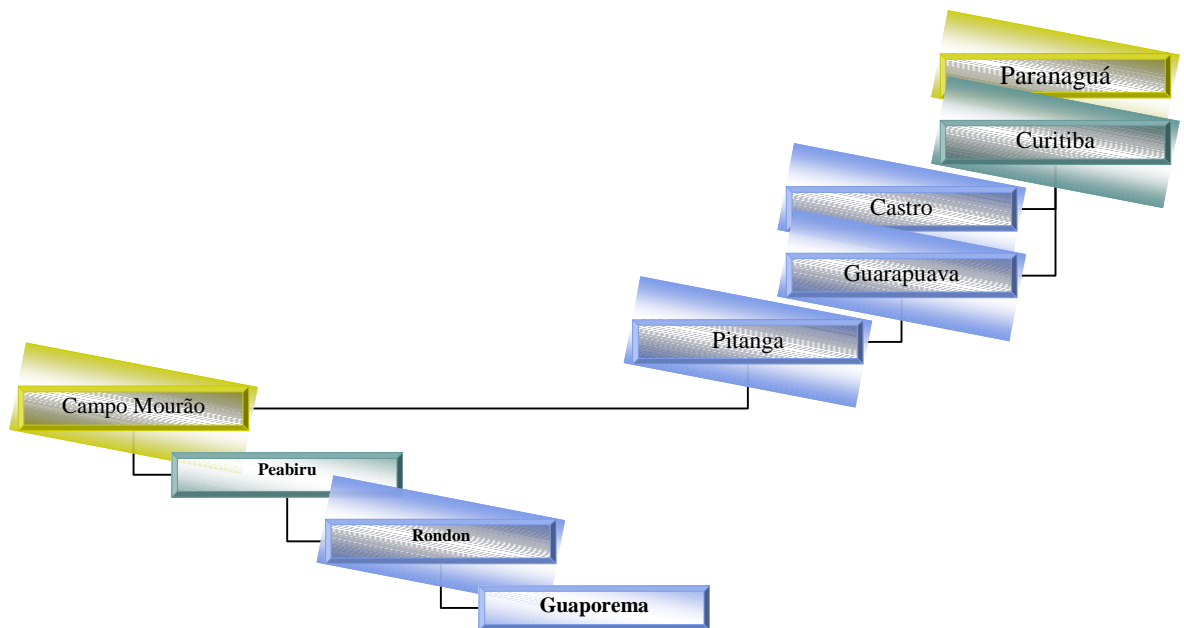 Paranaguá
Curitiba
Castro
Guarapuava
Pitanga
Campo Mourão
Peabiru
Rondon
Guaporema